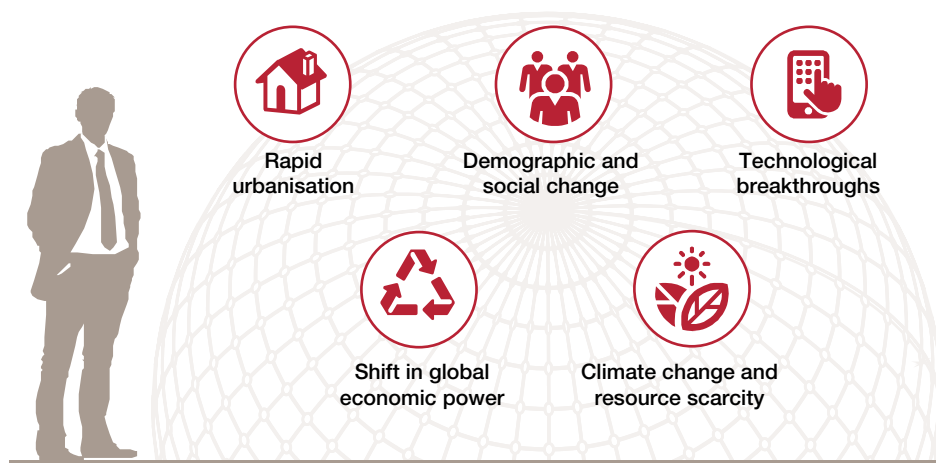 Rapid
urbanisation
Demographic and
social change
Technological
breakthroughs
Shift in global
economic power
Climate change and
resource scarcity